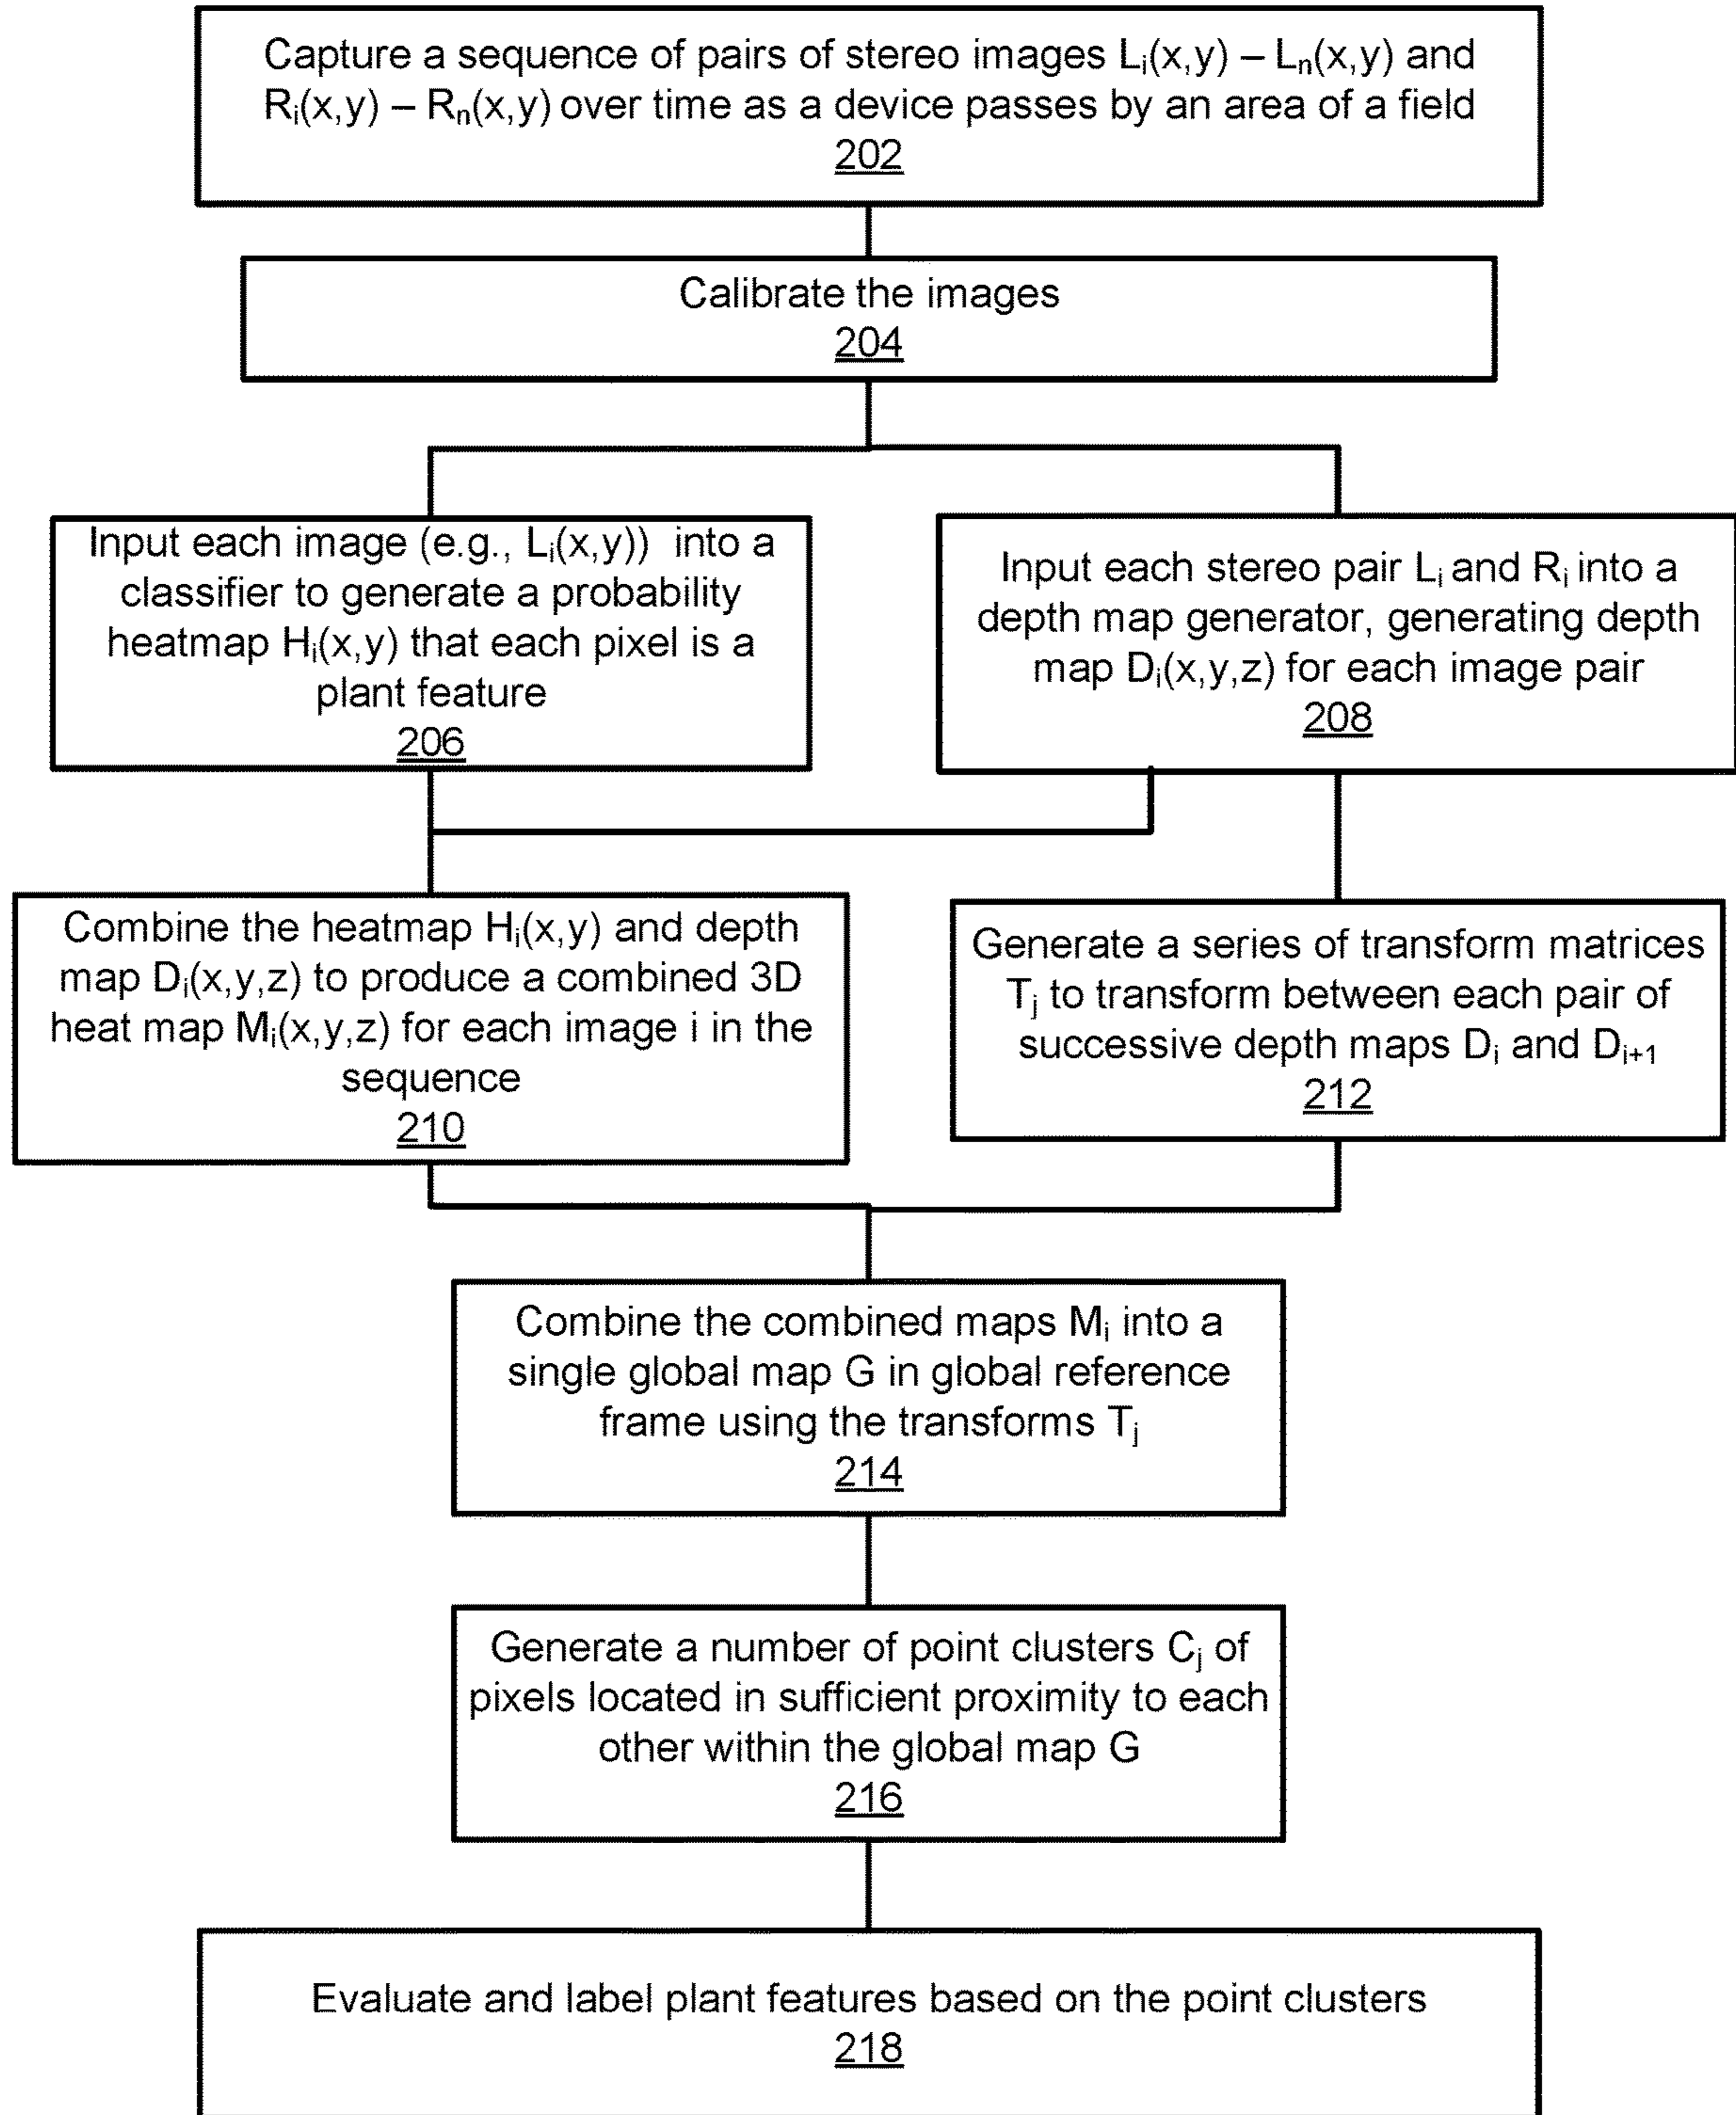 Capture a sequence of pairs of stereo images Lᵢ(x,y) – Lₙ(x,y) and
Rᵢ(x,y) – Rₙ(x,y) over time as a device passes by an area of a field
202
Calibrate the images
204
Input each image (e.g., Lᵢ(x,y)) into a
classifier to generate a probability
heatmap Hᵢ(x,y) that each pixel is a
plant feature
206
Input each stereo pair Lᵢ and Rᵢ into a
depth map generator, generating depth
map Dᵢ(x,y,z) for each image pair
208
Combine the heatmap Hᵢ(x,y) and depth
map Dᵢ(x,y,z) to produce a combined 3D
heat map Mᵢ(x,y,z) for each image i in the
sequence
210
Generate a series of transform matrices
Tⱼ to transform between each pair of
successive depth maps Dᵢ and Dᵢ₊₁
212
Combine the combined maps Mᵢ into a
single global map G in global reference
frame using the transforms Tⱼ
214
Generate a number of point clusters Cⱼ of
pixels located in sufficient proximity to each
other within the global map G
216
Evaluate and label plant features based on the point clusters
218